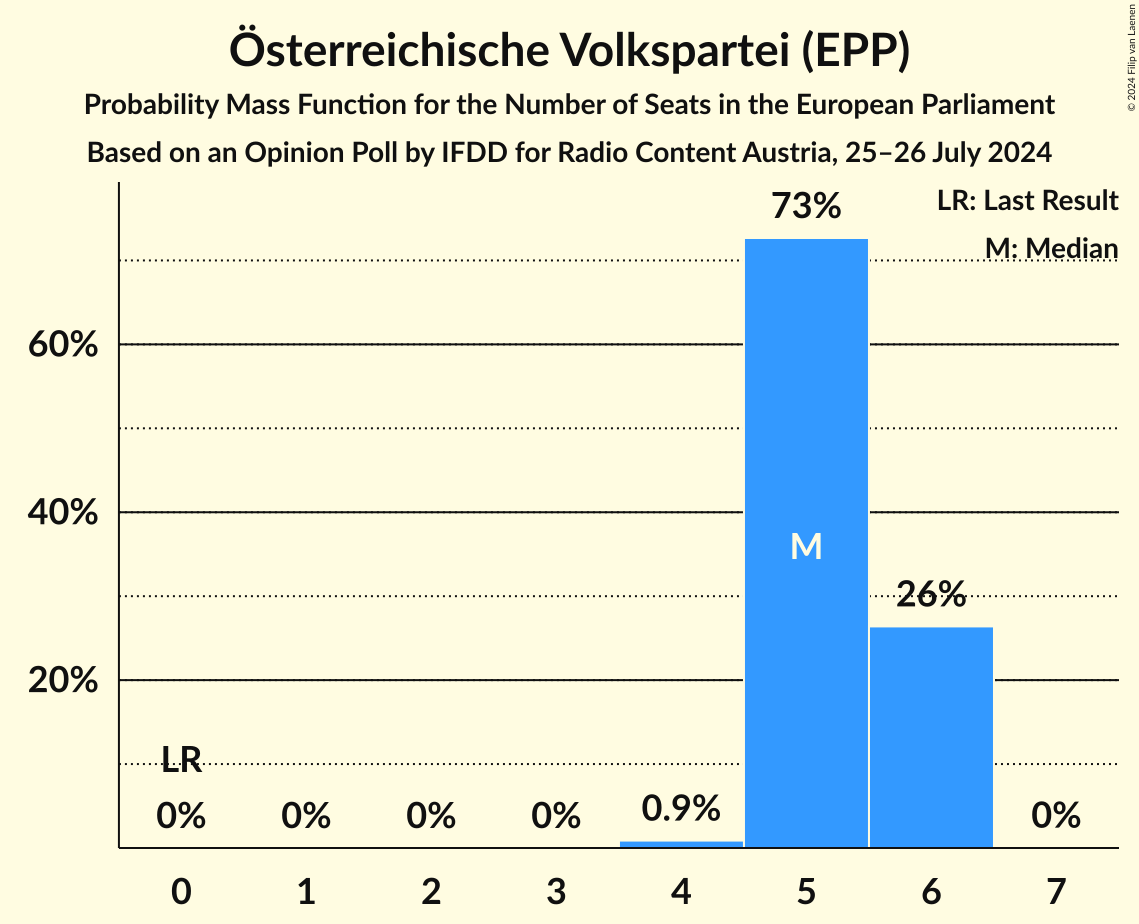 Österreichische Volkspartei (EPP)
Probability Mass Function for the Number of Seats in the European Parliament
Based on an Opinion Poll by IFDD for Radio Content Austria, 25–26 July 2024
© 2024 Filip van Laenen
LR: Last Result
M: Median
73%
60%
40%
M
26%
20%
LR
0% 0% 0% 0% 0.9% 0%
0 1 2 3 4 5 6 7